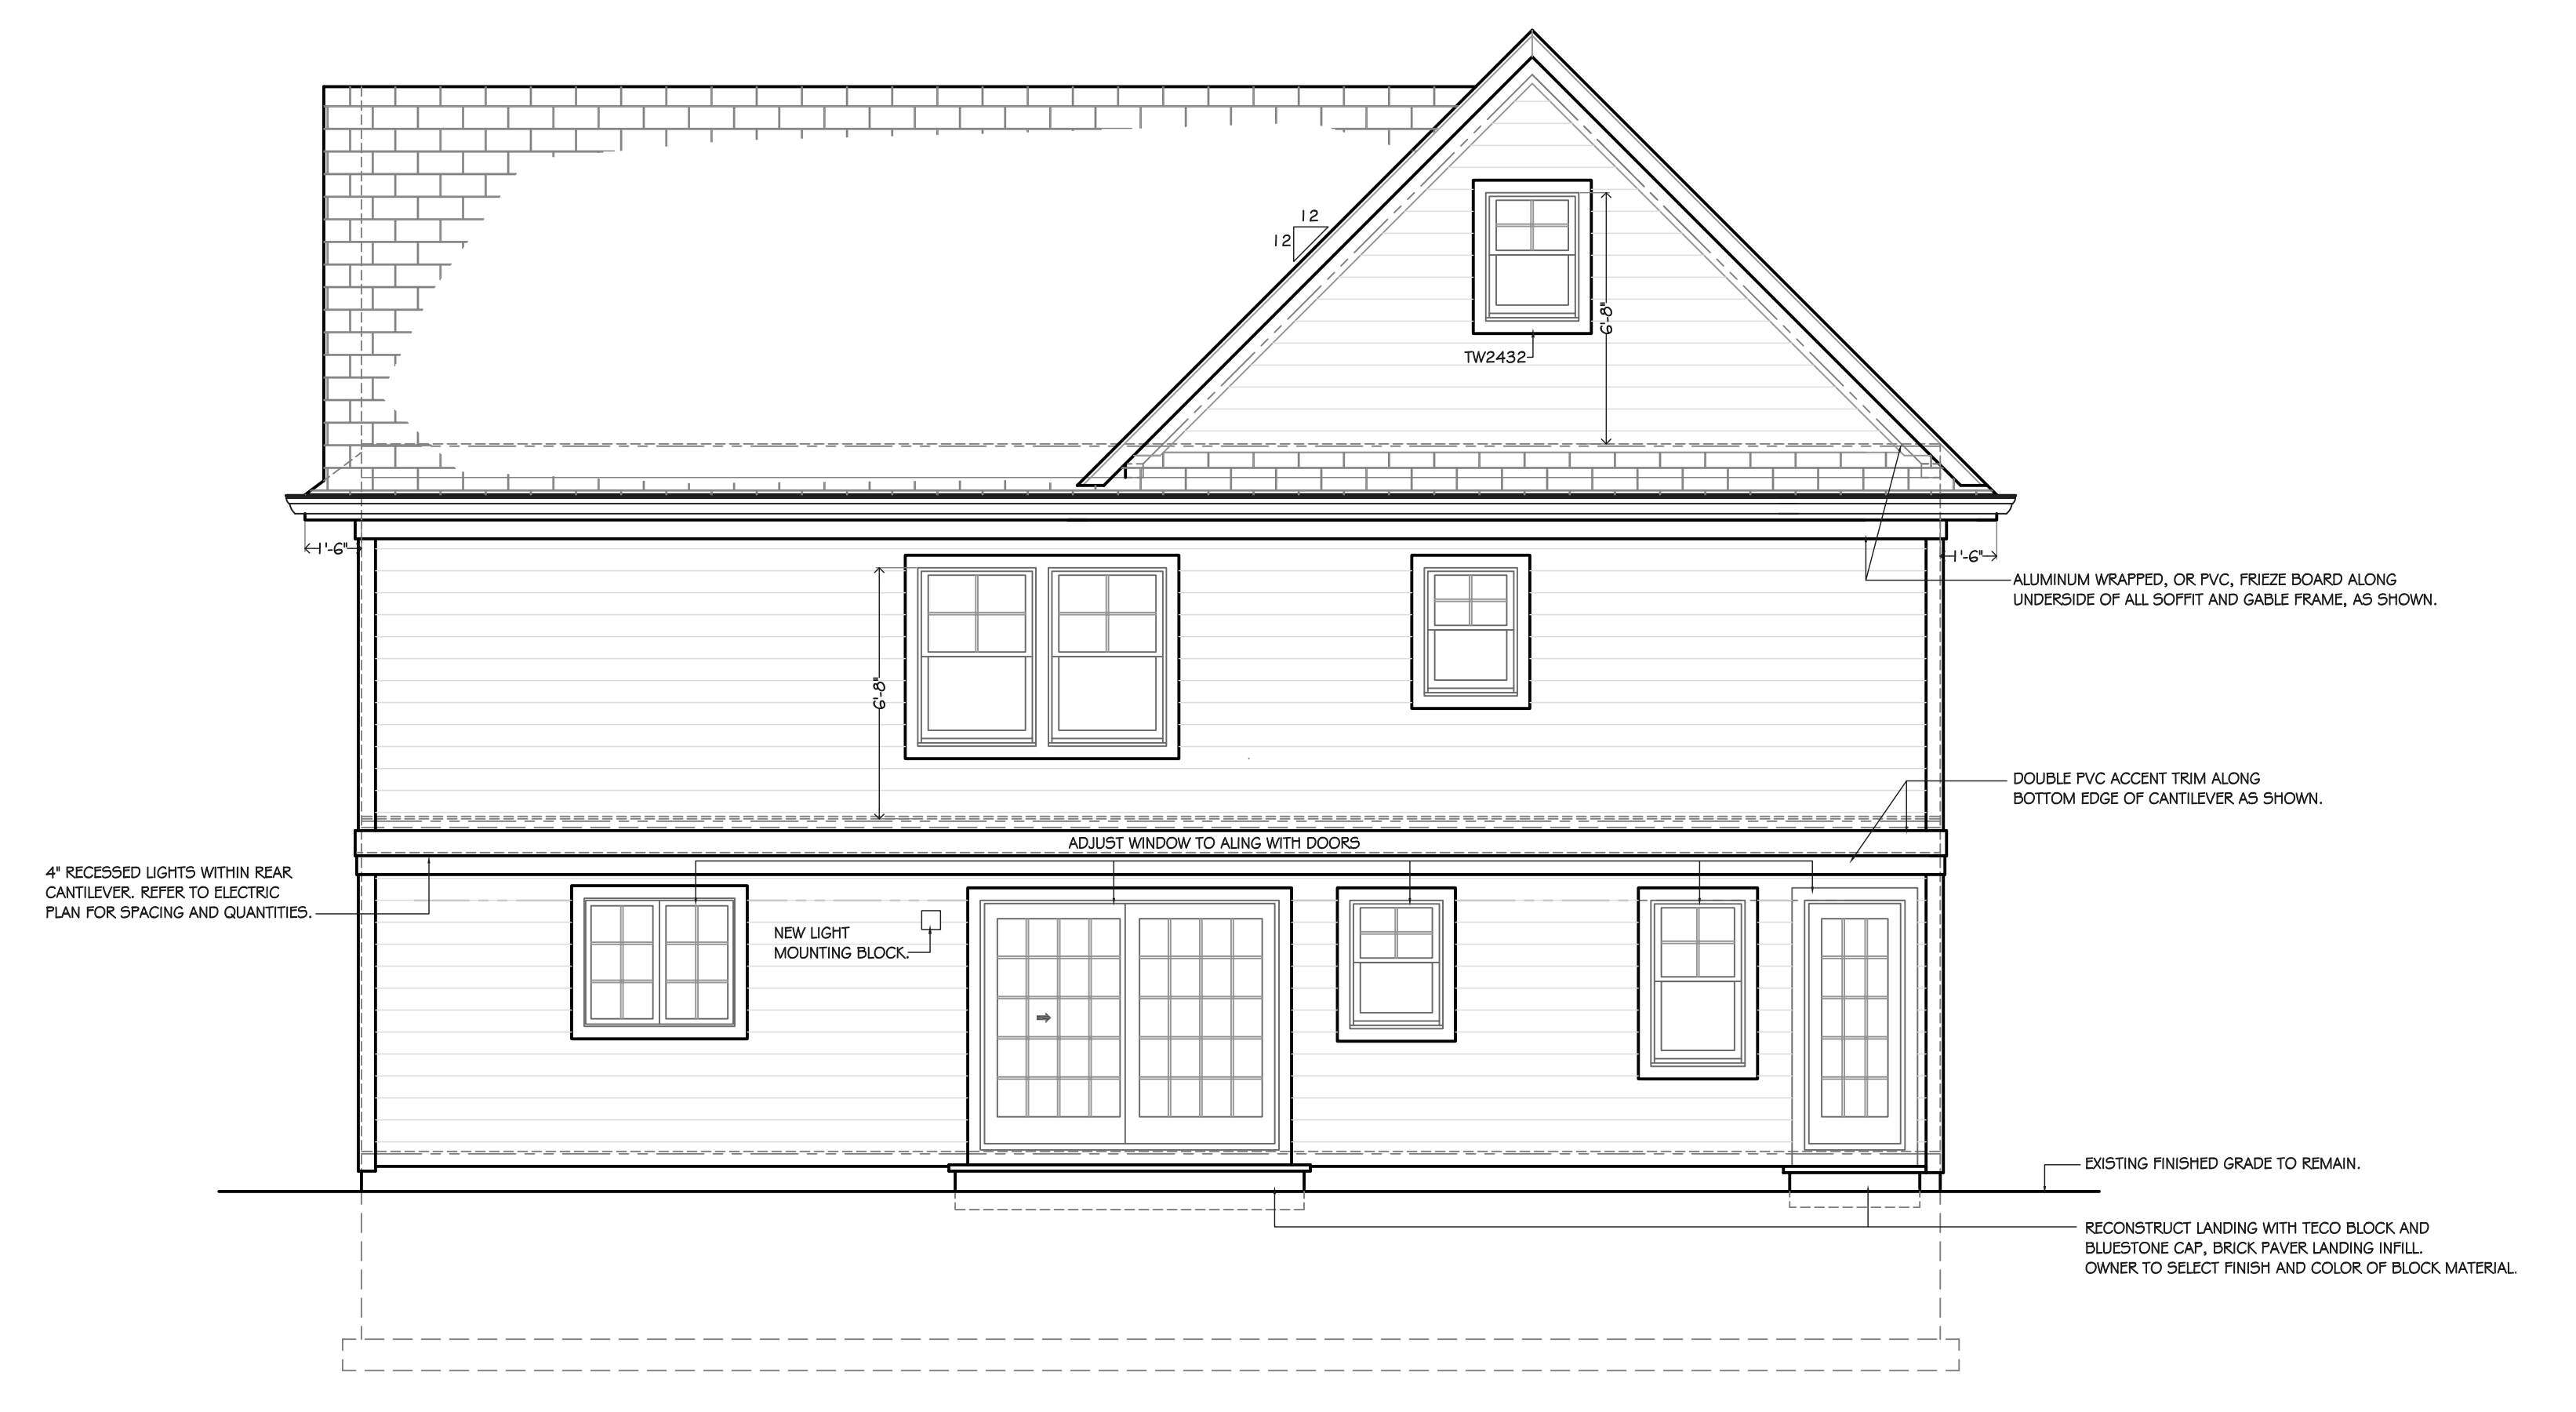 12
12
6'-8"
TW2432
1'-6"
1'-6"
ALUMINUM WRAPPED, OR PVC, FRIEZE BOARD ALONG
UNDERSIDE OF ALL SOFFIT AND GABLE FRAME, AS SHOWN.
6'-8"
DOUBLE PVC ACCENT TRIM ALONG
BOTTOM EDGE OF CANTILEVER AS SHOWN.
ADJUST WINDOW TO ALING WITH DOORS
4" RECESSED LIGHTS WITHIN REAR
CANTILEVER. REFER TO ELECTRIC
PLAN FOR SPACING AND QUANTITIES.
NEW LIGHT
MOUNTING BLOCK.
EXISTING FINISHED GRADE TO REMAIN.
RECONSTRUCT LANDING WITH TECO BLOCK AND
BLUESTONE CAP, BRICK PAVER LANDING INFILL.
OWNER TO SELECT FINISH AND COLOR OF BLOCK MATERIAL.